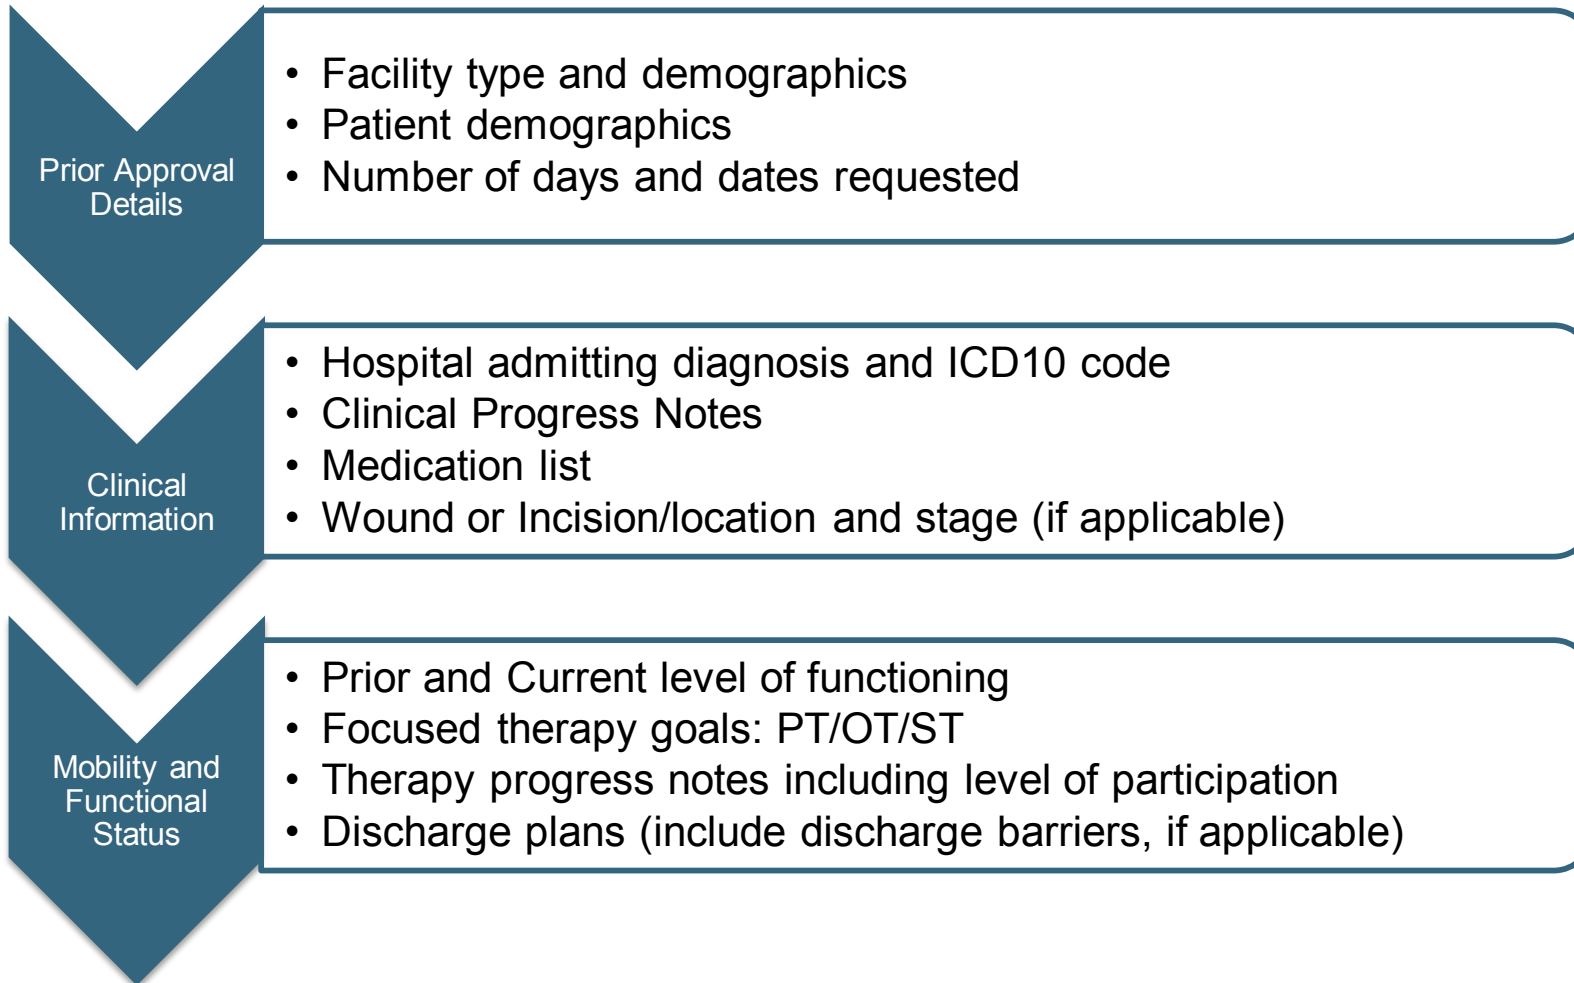 Prior Approval
Details
• Facility type and demographics
• Patient demographics
• Number of days and dates requested
Clinical
Information
• Hospital admitting diagnosis and ICD10 code
• Clinical Progress Notes
• Medication list
• Wound or Incision/location and stage (if applicable)
Mobility and
Functional
Status
• Prior and Current level of functioning
• Focused therapy goals: PT/OT/ST
• Therapy progress notes including level of participation
• Discharge plans (include discharge barriers, if applicable)